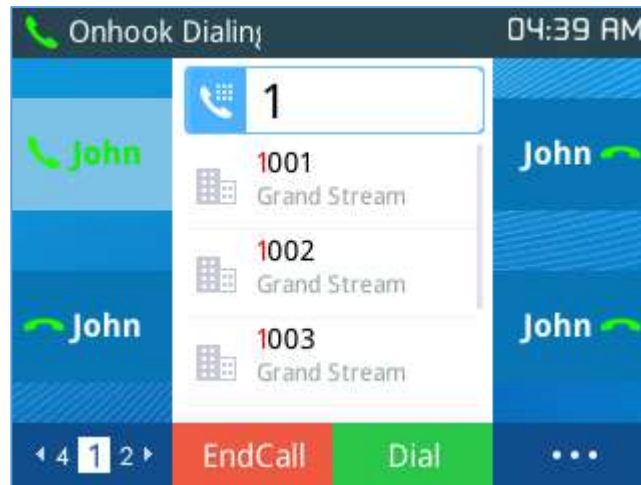 Onhook Dialing 04:39 AM
1
John
1001
Grand Stream
John
1002
Grand Stream
John
1003
Grand Stream
John
4 1 2 EndCall Dial ...